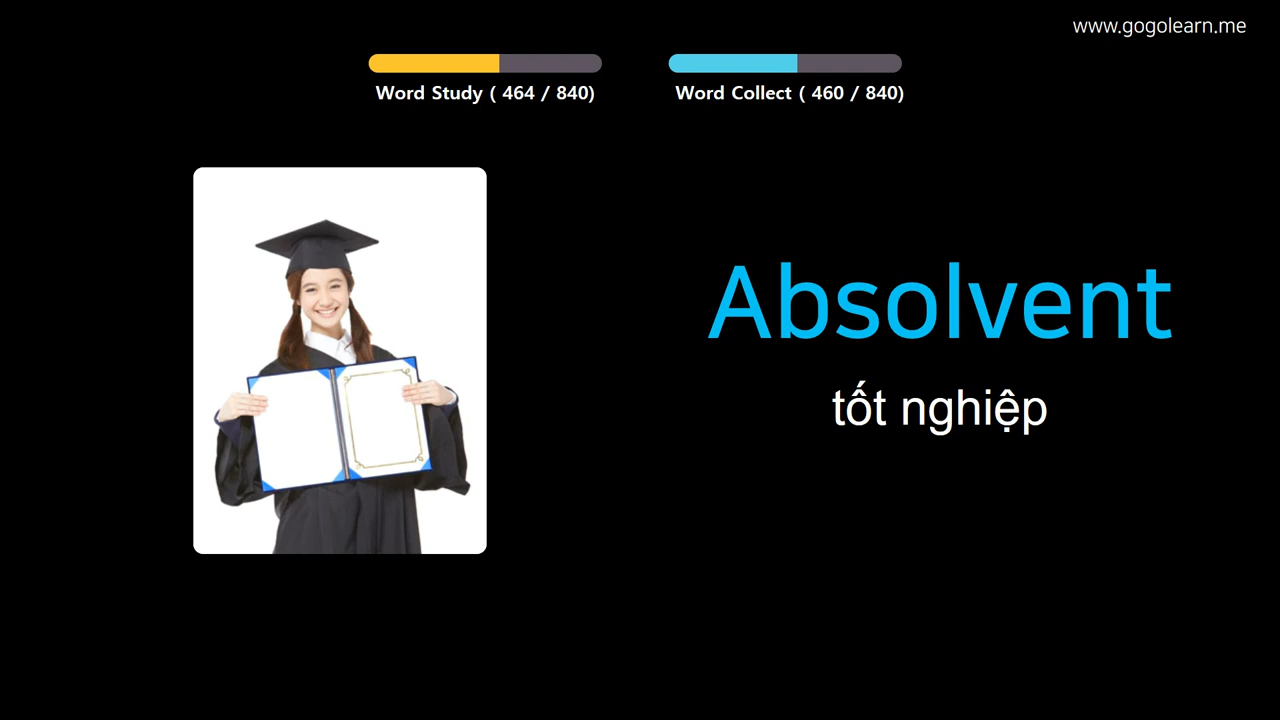 www.gogolearn.me
Word Study ( 464 / 840)
Word Collect ( 460 / 840)
Absolvent
tốt nghiệp